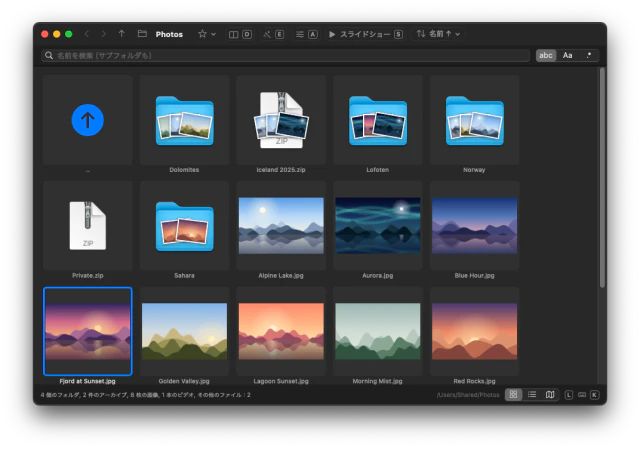 Photos D E A スライドショー S 名前
名前を検索 (サブフォルダも) abc Aa .*
.. Dolomites Iceland 2025.zip Lofoten Norway
ZIP
ZIP
Private.zip Sahara Alpine Lake.jpg Aurora.jpg Blue Hour.jpg
Fjord at Sunset.jpg Golden Valley.jpg Lagoon Sunset.jpg Morning Mist.jpg Red Rocks.jpg
4 個のフォルダ, 2 件のアーカイブ, 8 枚の画像, 1 本のビデオ, その他のファイル：2 /Users/Shared/Photos L K